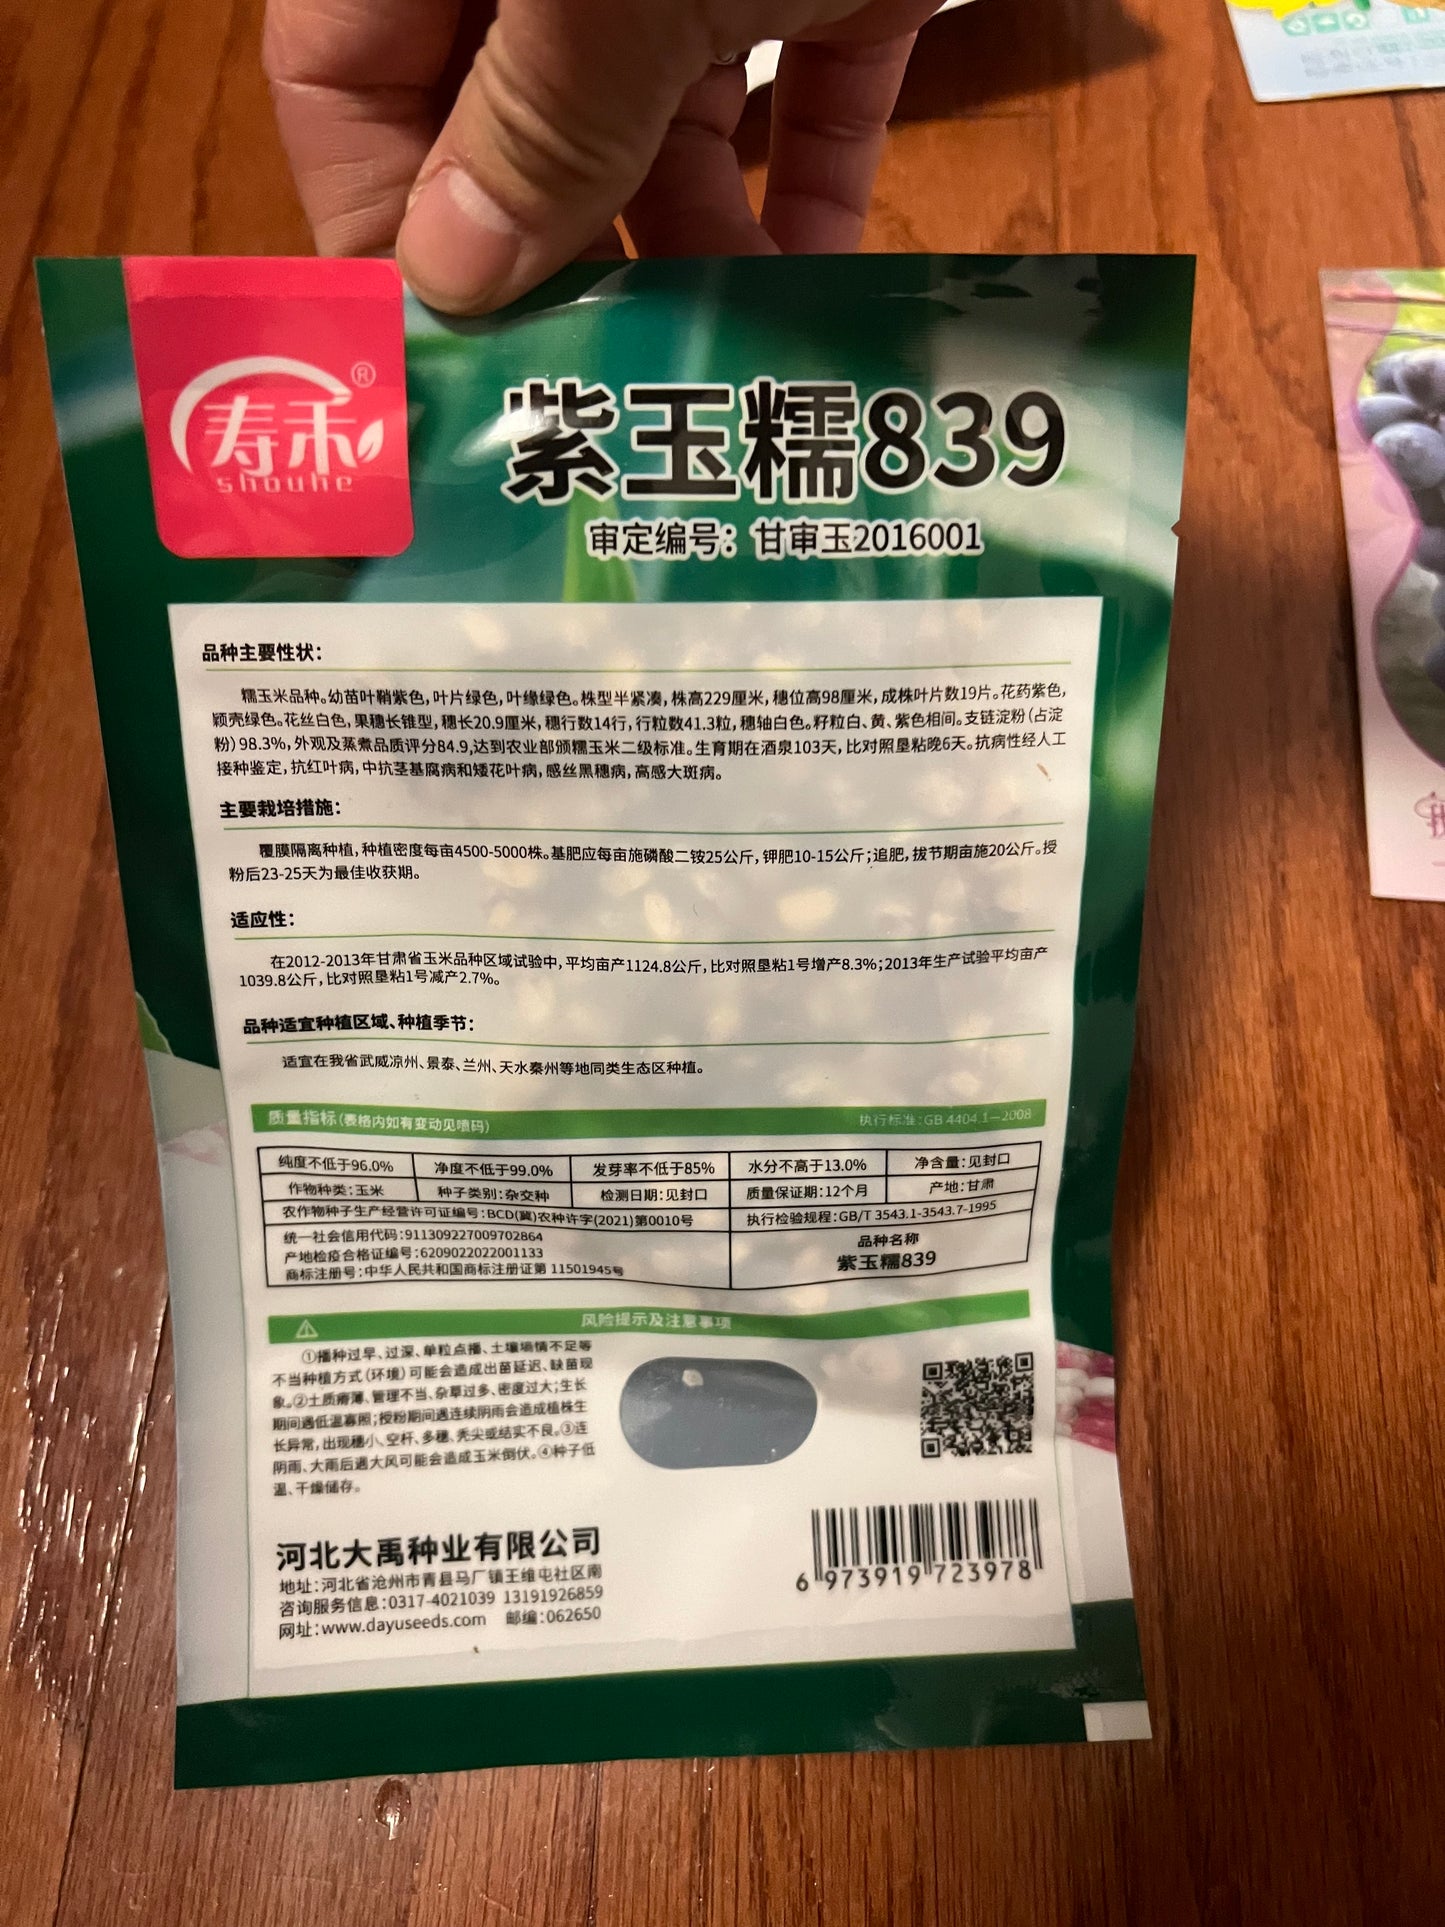 寿禾®
shouhe
紫玉糯839
审定编号：甘审玉2016001
品种主要性状：
糯玉米品种。幼苗叶鞘紫色，叶片绿色，叶缘绿色。株型半紧凑，株高229厘米，穗位高98厘米，成株叶片数19片。花药紫色，
颖壳绿色。花丝白色，果穗长锥型，穗长20.9厘米，穗行数14行，行粒数41.3粒，穗轴白色。籽粒白、黄、紫色相间。支链淀粉（占淀
粉）98.3%，外观及蒸煮品质评分84.9,达到农业部颁糯玉米二级标准。生育期在酒泉103天，比对照垦粘晚6天。抗病性经人工
接种鉴定，抗红叶病，中抗茎基腐病和矮花叶病，感丝黑穗病，高感大斑病。
主要栽培措施：
覆膜隔离种植，种植密度每亩4500-5000株。基肥应每亩施磷酸二铵25公斤，钾肥10-15公斤；追肥，拔节期亩施20公斤。授
粉后23-25天为最佳收获期。
适应性：
在2012-2013年甘肃省玉米品种区域试验中，平均亩产1124.8公斤，比对照垦粘1号增产8.3%；2013年生产试验平均亩产
1039.8公斤，比对照垦粘1号减产2.7%。
品种适宜种植区域、种植季节：
适宜在我省武威凉州、景泰、兰州、天水秦州等地同类生态区种植。
质量指标（表格内如有变动见喷码） 执行标准：GB 4404.1—2008
纯度不低于96.0% 净度不低于99.0% 发芽率不低于85% 水分不高于13.0% 净含量：见封口
作物种类：玉米 种子类别：杂交种 检测日期：见封口 质量保证期：12个月 产地：甘肃
农作物种子生产经营许可证编号：BCD(冀)农种许字(2021)第0010号 执行检验规程：GB/T 3543.1-3543.7-1995
统一社会信用代码：911309227009702864
产地检疫合格证编号：6209022022001133
商标注册号：中华人民共和国商标注册证第 11501945号
品种名称
紫玉糯839
风险提示及注意事项
①播种过早、过深、单粒点播、土壤墒情不足等
不当种植方式（环境）可能会造成出苗延迟、缺苗现
象。②土质瘠薄、管理不当、杂草过多、密度过大；生长
期间遇低温寡照；授粉期间遇连续阴雨会造成植株生
长异常，出现穗小、空秆、多穗、秃尖或结实不良。③连
阴雨、大雨后遇大风可能会造成玉米倒伏。④种子低
温、干燥储存。
河北大禹种业有限公司
地址：河北省沧州市青县马厂镇王维屯社区南
咨询服务信息：0317-4021039 13191926859
网址：www.dayuseeds.com 邮编：062650
6 973919 723978